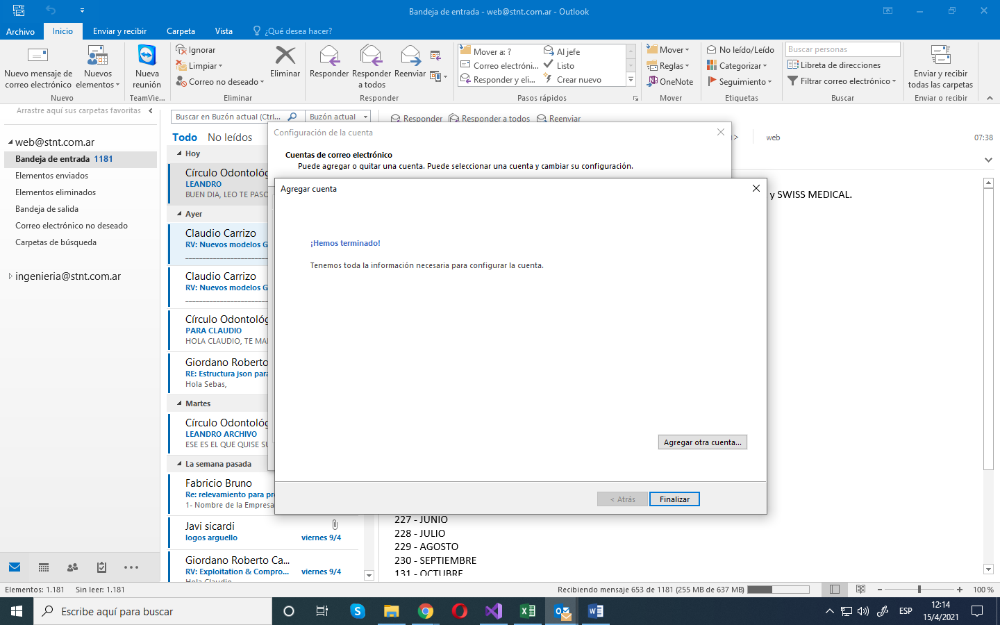 Bandeja de entrada - web@stnt.com.ar - Outlook
Archivo
Inicio
Enviar y recibir
Carpeta
Vista
¿Qué desea hacer?
Nuevo mensaje de
correo electrónico
Nuevos
elementos
Nuevo
Nueva
reunión
TeamVie...
Ignorar
Limpiar
Correo no deseado
Eliminar
Eliminar
Responder
Responder
a todos
Reenviar
Responder
Mover a: ?
Correo electróni...
Responder y eli...
Al jefe
Listo
Crear nuevo
Pasos rápidos
Mover
Reglas
OneNote
Mover
No leído/Leído
Categorizar
Seguimiento
Etiquetas
Buscar personas
Libreta de direcciones
Filtrar correo electrónico
Buscar
Enviar y recibir
todas las carpetas
Enviar o recibir
Arrastre aquí sus carpetas favoritas
web@stnt.com.ar
Bandeja de entrada 1181
Elementos enviados
Elementos eliminados
Bandeja de salida
Correo electrónico no deseado
Carpetas de búsqueda
ingenieria@stnt.com.ar
Buscar en Buzón actual (Ctrl...
Buzón actual
Todo
No leídos
Hoy
Círculo Odontológ
LEANDRO
BUEN DIA, LEO TE PASO
Ayer
Claudio Carrizo
RV: Nuevos modelos G
Claudio Carrizo
RV: Nuevos modelos G
Círculo Odontológ
PARA CLAUDIO
HOLA CLAUDIO, TE MA
Giordano Roberto
RE: Estructura json para
Hola Sebas,
Martes
Círculo Odontológ
LEANDRO ARCHIVO
ESE ES EL QUE QUISE SU
La semana pasada
Fabricio Bruno
Re: relevamiento para pr
1- Nombre de la Empresa
Javi sicardi
logos arguello
viernes 9/4
Giordano Roberto Ca...
RV: Exploitation & Compro...
viernes 9/4
Hola Claudio
Responder
Responder a todos
Reenviar
web
07:38
y SWISS MEDICAL.
Configuración de la cuenta
Cuentas de correo electrónico
Puede agregar o quitar una cuenta. Puede seleccionar una cuenta y cambiar su configuración.
Agregar cuenta
¡Hemos terminado!
Tenemos toda la información necesaria para configurar la cuenta.
Agregar otra cuenta...
< Atrás
Finalizar
227 - JUNIO
228 - JULIO
229 - AGOSTO
230 - SEPTIEMBRE
131 - OCTUBRE
Elementos: 1.181
Sin leer: 1.181
Recibiendo mensaje 653 de 1181 (255 MB de 637 MB)
100 %
Escribe aquí para buscar
ESP
12:14
15/4/2021